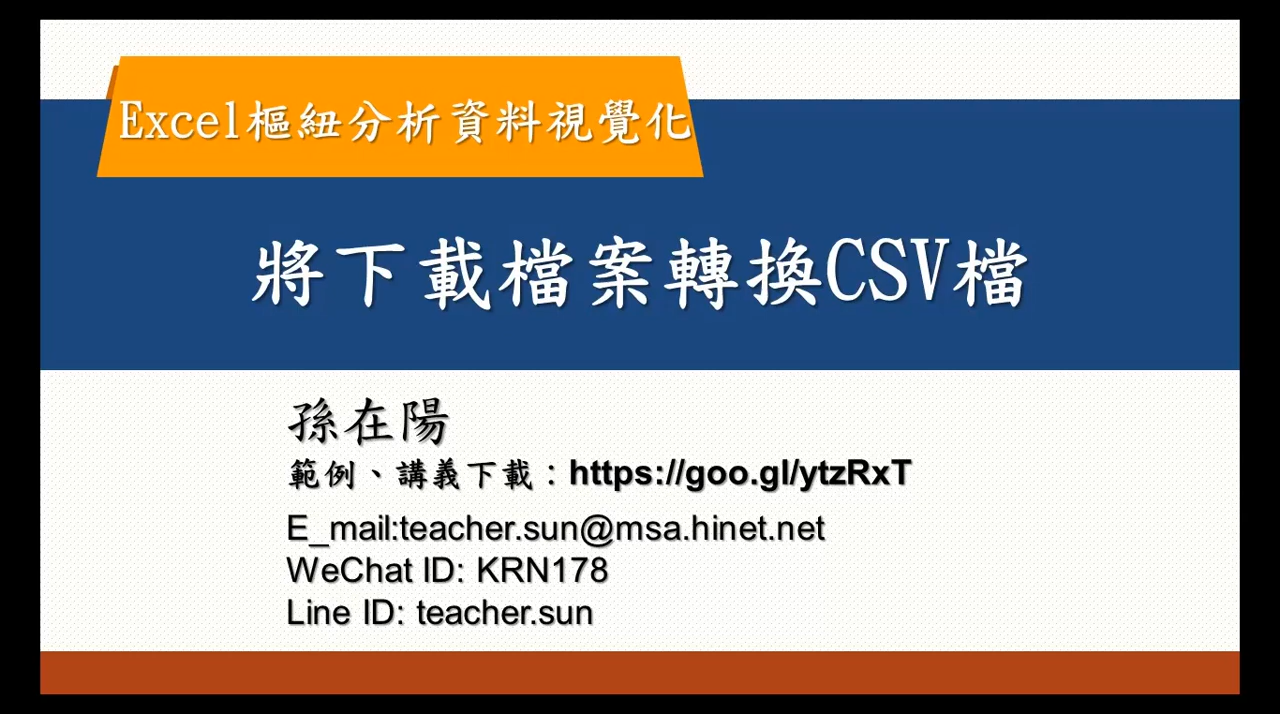 Excel樞紐分析資料視覺化
將下載檔案轉換CSV檔
孫在陽
範例、講義下載：https://goo.gl/ytzRxT
E_mail:teacher.sun@msa.hinet.net
WeChat ID: KRN178
Line ID: teacher.sun